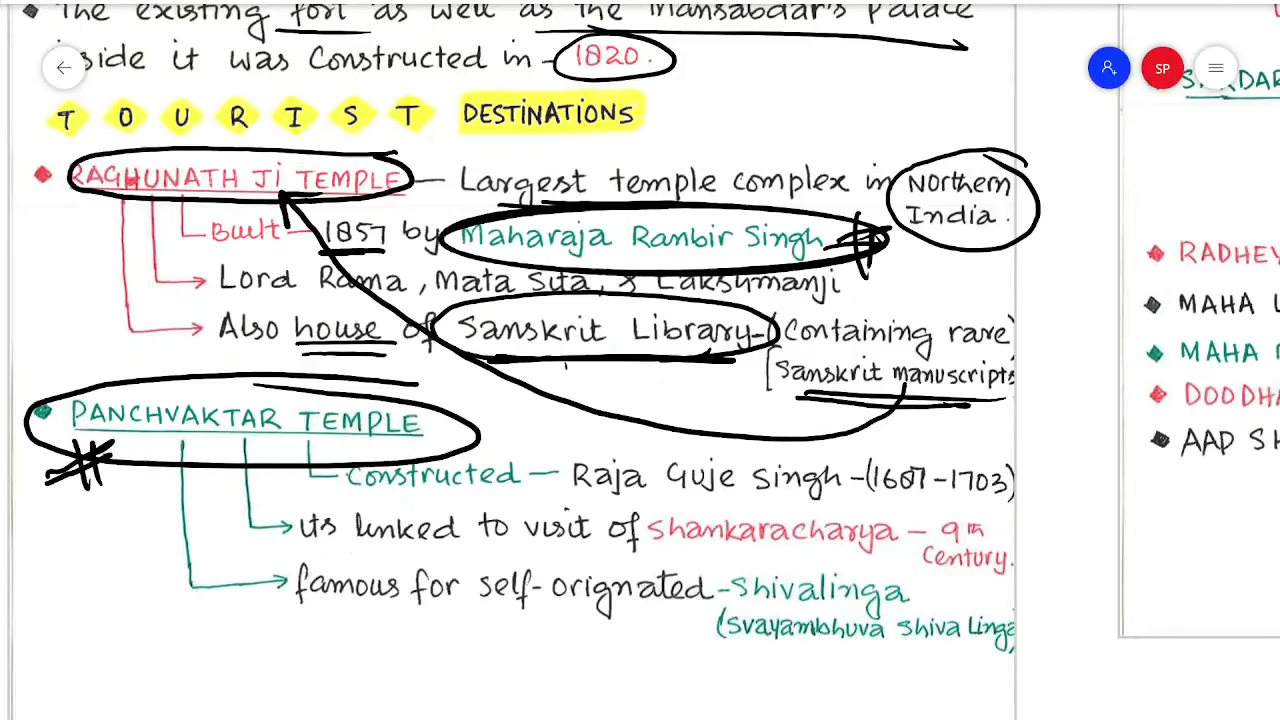 The existing fort as well as the Mansabdar's Palace
inside it was Constructed in - 1820.
TOURIST DESTINATIONS
RAGHUNATH Ji TEMPLE — Largest temple complex in Northern India.
Built — 1857 by Maharaja Ranbir Singh
Lord Rama, Mata Sita, & Lakshmanji
Also house of Sanskrit Library - (Containing rare
Sanskrit manuscripts
PANCHVAKTAR TEMPLE
Constructed — Raja Guje Singh - (1687-1703)
its linked to visit of Shankaracharya - 9th Century.
famous for self-orignated - Shivalinga
(Svayambhuva Shiva Linga)
SP
RADHEY
MAHA
MAHA
DOODHA
AAP SH